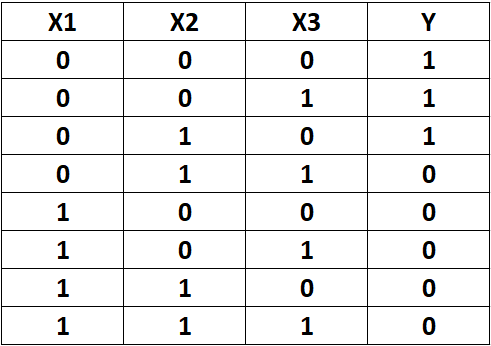 X1 X2 X3 Y
0 0 0 1
0 0 1 1
0 1 0 1
0 1 1 0
1 0 0 0
1 0 1 0
1 1 0 0
1 1 1 0